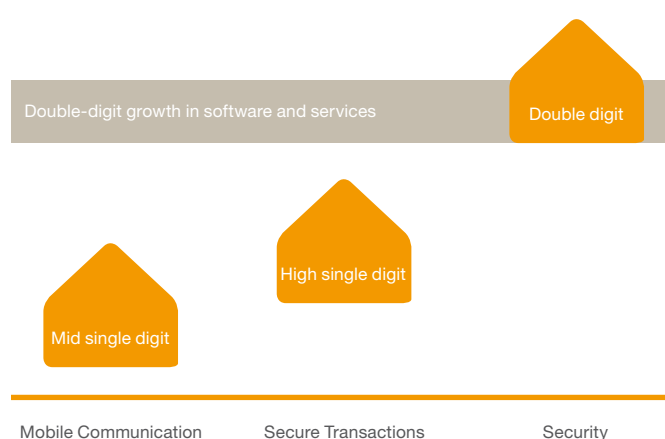 Double-digit growth in software and services
Double digit
High single digit
Mid single digit
Mobile Communication
Secure Transactions
Security